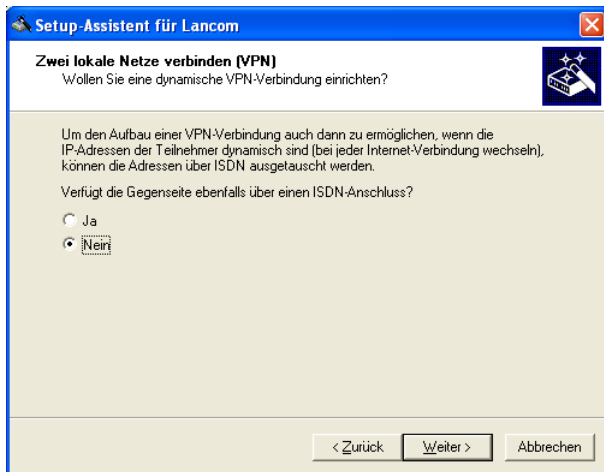 Setup-Assistent für Lancom
Zwei lokale Netze verbinden (VPN)
Wollen Sie eine dynamische VPN-Verbindung einrichten?
Um den Aufbau einer VPN-Verbindung auch dann zu ermöglichen, wenn die
IP-Adressen der Teilnehmer dynamisch sind (bei jeder Internet-Verbindung wechseln),
können die Adressen über ISDN ausgetauscht werden.
Verfügt die Gegenseite ebenfalls über einen ISDN-Anschluss?
Ja
Nein
< Zurück Weiter > Abbrechen